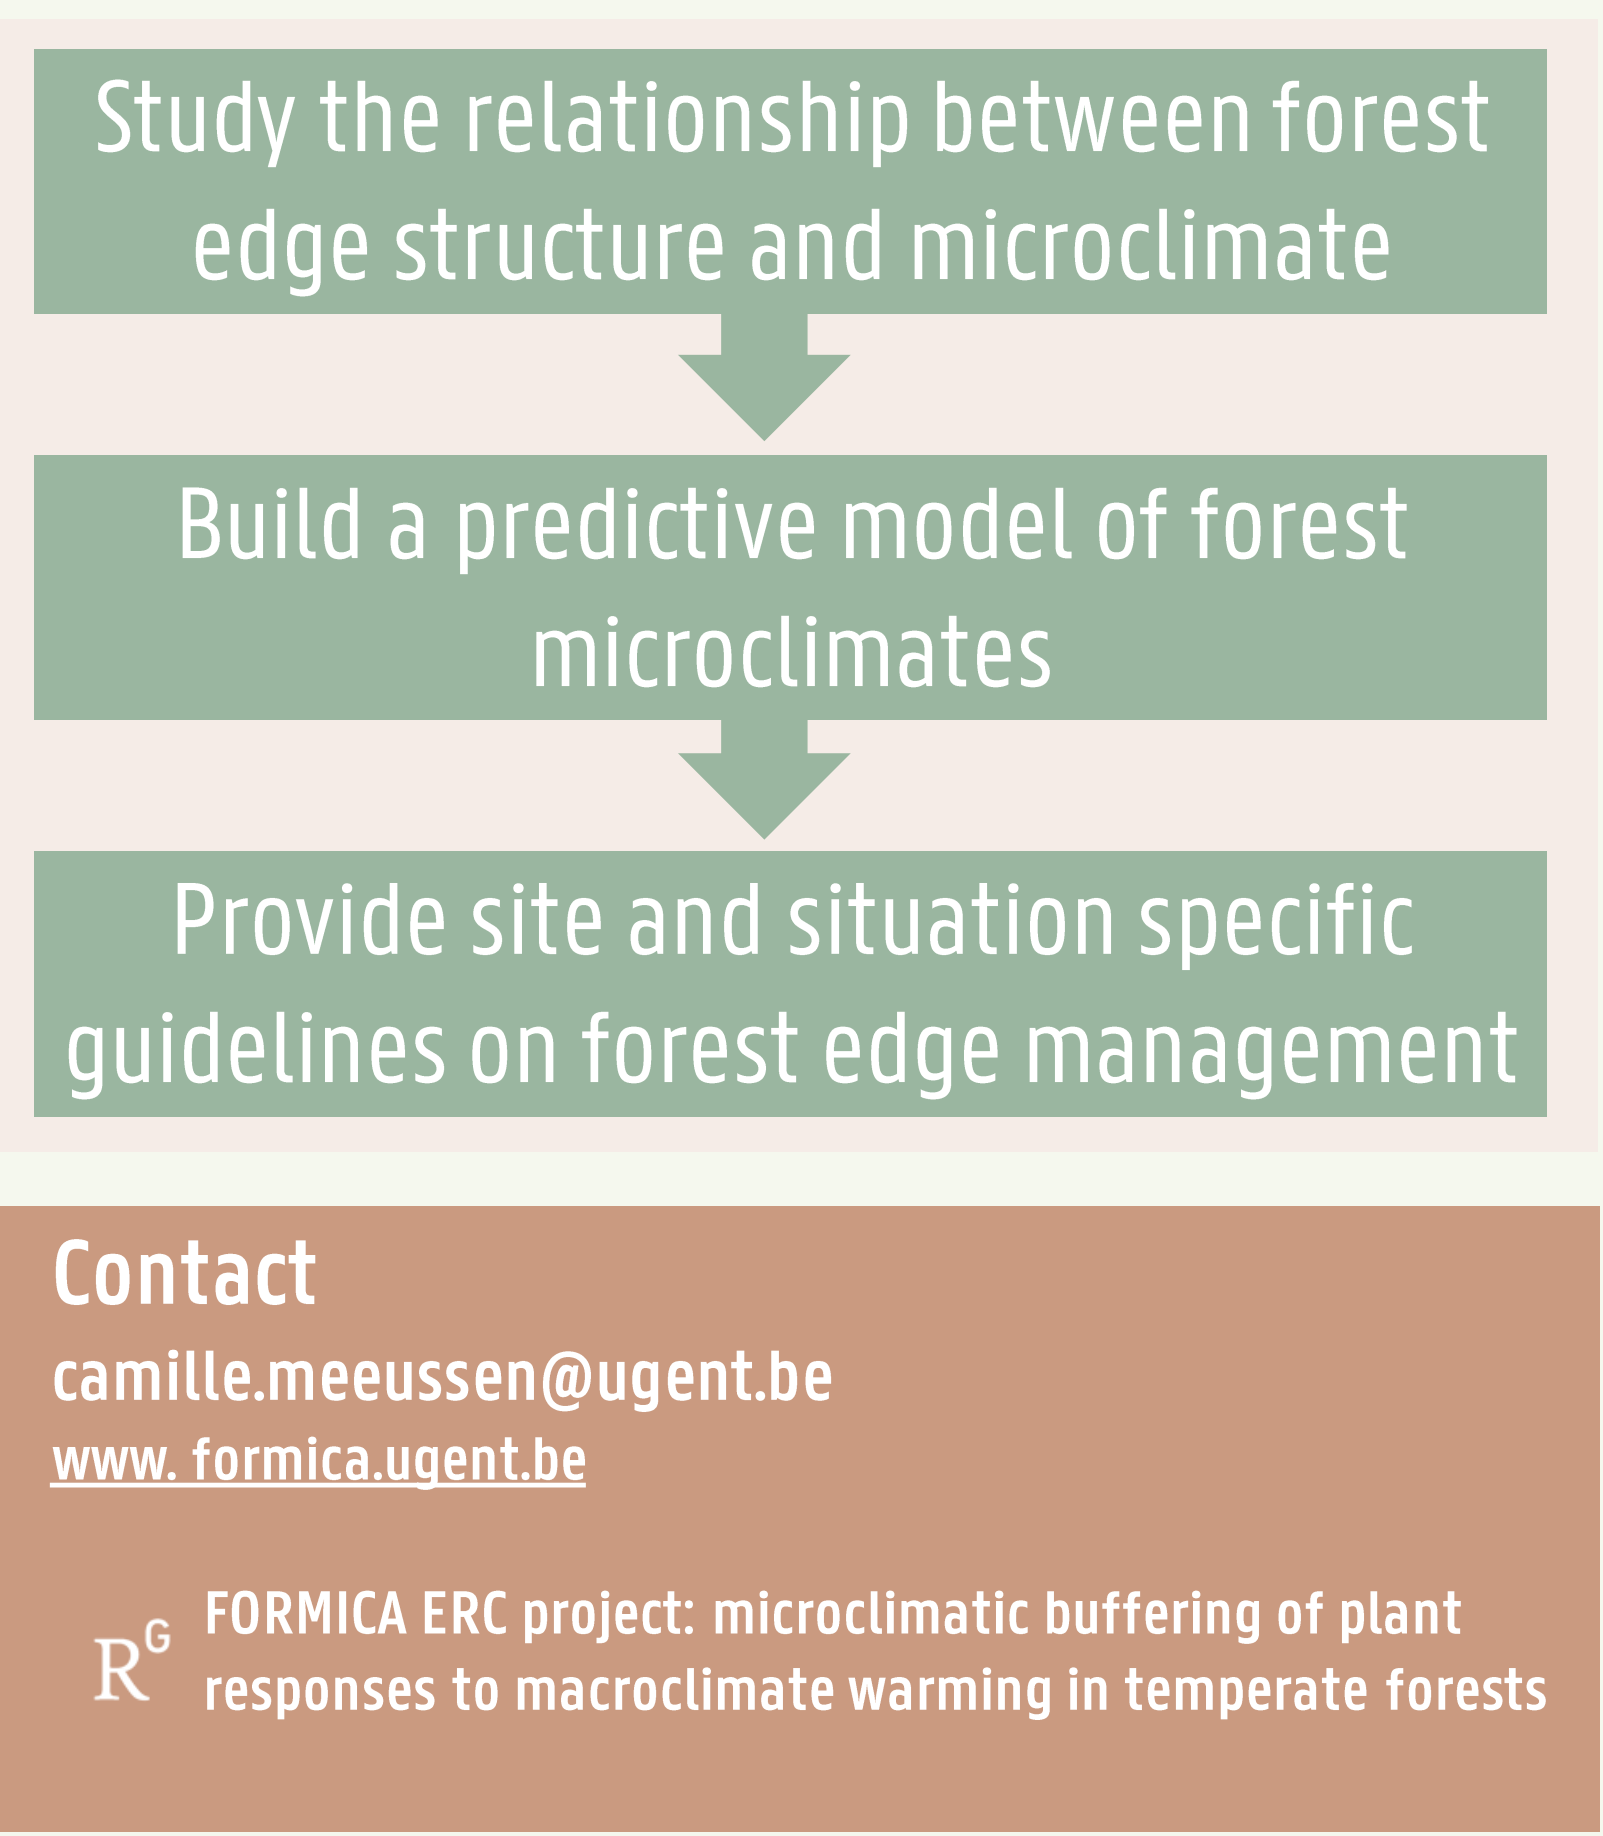 Study the relationship between forest
edge structure and microclimate
Build a predictive model of forest
microclimates
Provide site and situation specific
guidelines on forest edge management
Contact
camille.meeussen@ugent.be
www. formica.ugent.be
RG
FORMICA ERC project: microclimatic buffering of plant
responses to macroclimate warming in temperate forests